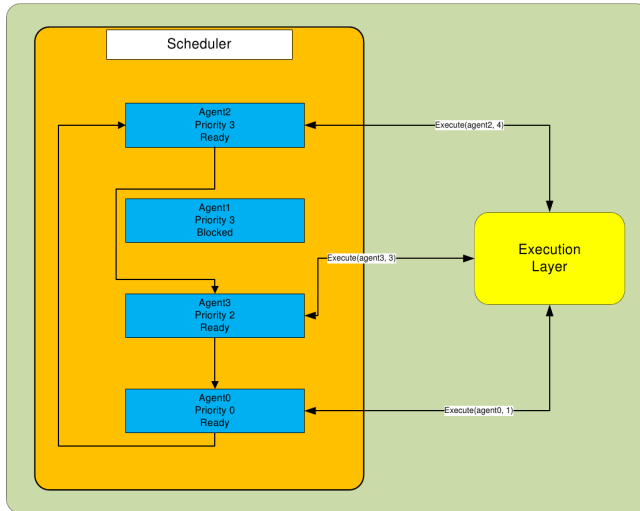 Scheduler
Agent2
Priority 3
Ready
Execute(agent2, 4)
Agent1
Priority 3
Blocked
Execute(agent3, 3)
Execution
Layer
Agent3
Priority 2
Ready
Agent0
Priority 0
Ready
Execute(agent0, 1)